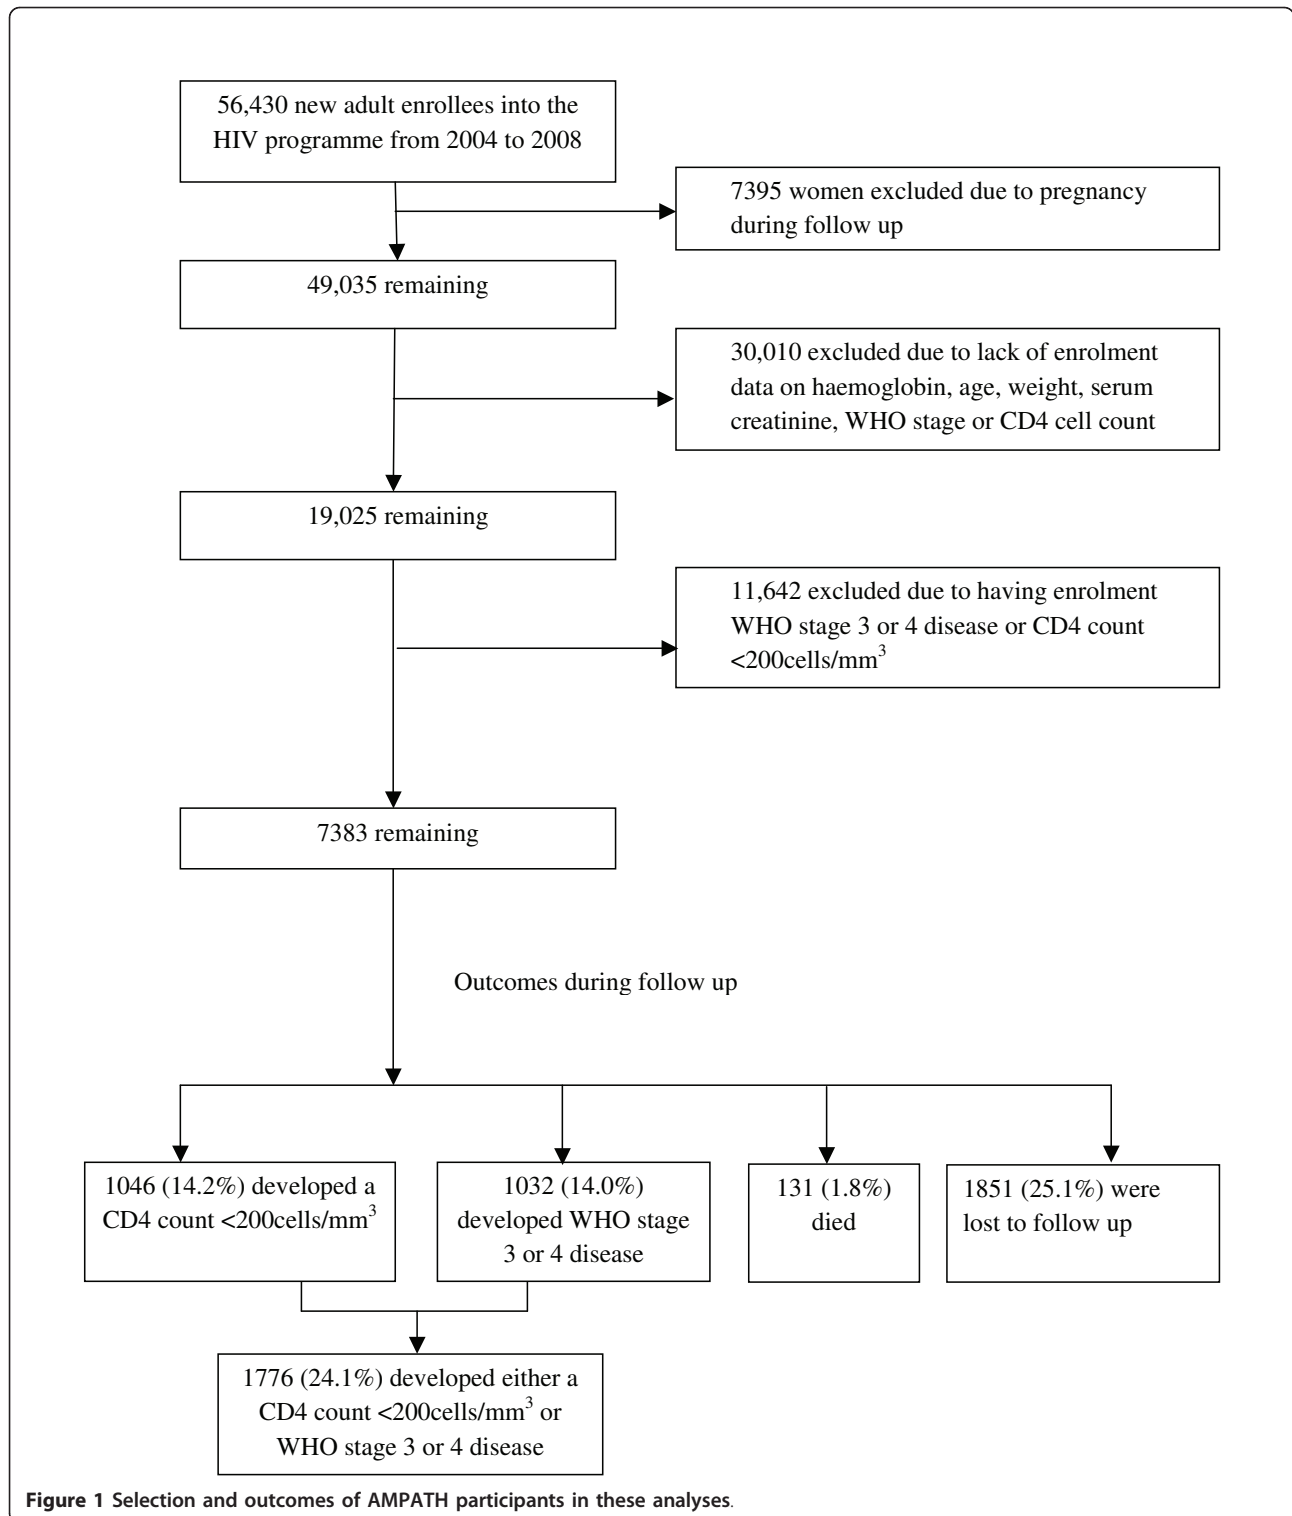 56,430 new adult enrollees into the
HIV programme from 2004 to 2008
7395 women excluded due to pregnancy
during follow up
49,035 remaining
30,010 excluded due to lack of enrolment
data on haemoglobin, age, weight, serum
creatinine, WHO stage or CD4 cell count
19,025 remaining
11,642 excluded due to having enrolment
WHO stage 3 or 4 disease or CD4 count
<200cells/mm³
7383 remaining
Outcomes during follow up
1046 (14.2%) developed a
CD4 count <200cells/mm³
1032 (14.0%)
developed WHO stage
3 or 4 disease
131 (1.8%)
died
1851 (25.1%) were
lost to follow up
1776 (24.1%) developed either a
CD4 count <200cells/mm³ or
WHO stage 3 or 4 disease
Figure 1 Selection and outcomes of AMPATH participants in these analyses.